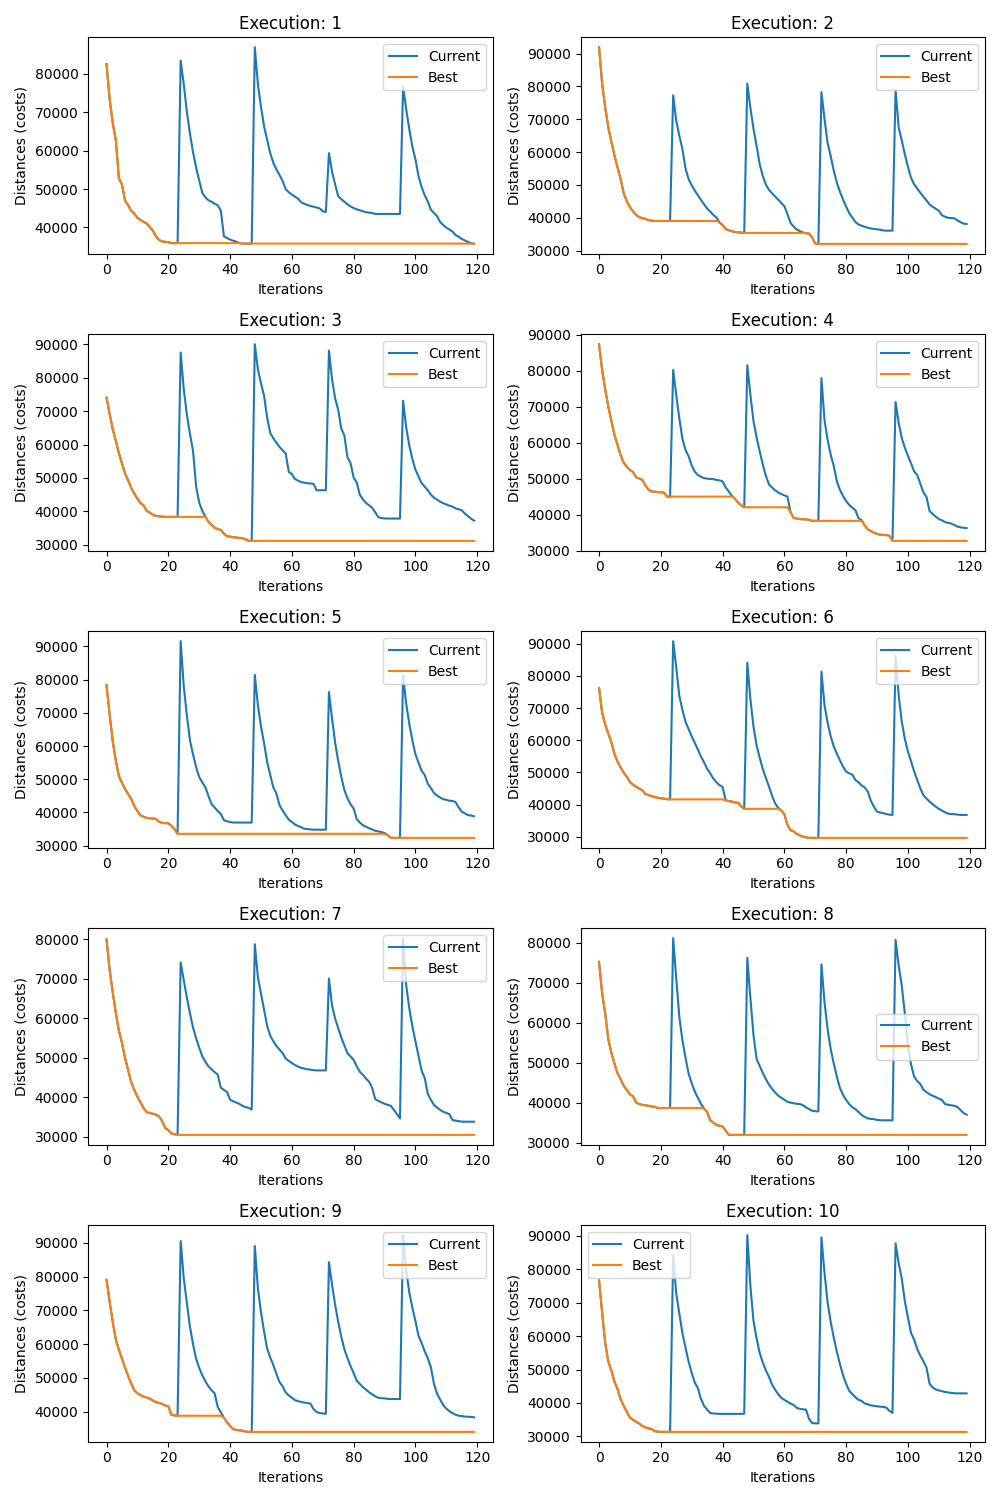 Execution: 1
Distances (costs)
80000
70000
60000
50000
40000
0 20 40 60 80 100 120
Iterations
Current
Best
Execution: 2
Distances (costs)
90000
80000
70000
60000
50000
40000
30000
0 20 40 60 80 100 120
Iterations
Current
Best
Execution: 3
Distances (costs)
90000
80000
70000
60000
50000
40000
30000
0 20 40 60 80 100 120
Iterations
Current
Best
Execution: 4
Distances (costs)
90000
80000
70000
60000
50000
40000
30000
0 20 40 60 80 100 120
Iterations
Current
Best
Execution: 5
Distances (costs)
90000
80000
70000
60000
50000
40000
30000
0 20 40 60 80 100 120
Iterations
Current
Best
Execution: 6
Distances (costs)
90000
80000
70000
60000
50000
40000
30000
0 20 40 60 80 100 120
Iterations
Current
Best
Execution: 7
Distances (costs)
80000
70000
60000
50000
40000
30000
0 20 40 60 80 100 120
Iterations
Current
Best
Execution: 8
Distances (costs)
80000
70000
60000
50000
40000
30000
0 20 40 60 80 100 120
Iterations
Current
Best
Execution: 9
Distances (costs)
90000
80000
70000
60000
50000
40000
0 20 40 60 80 100 120
Iterations
Current
Best
Execution: 10
Distances (costs)
90000
80000
70000
60000
50000
40000
30000
0 20 40 60 80 100 120
Iterations
Current
Best